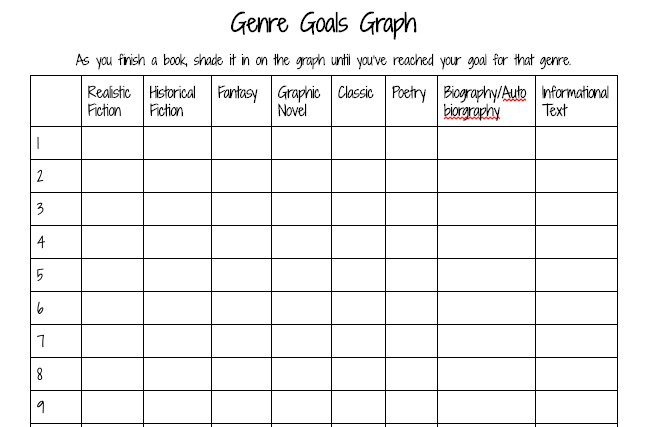 Genre Goals Graph
As you finish a book, shade it in on the graph until you've reached your goal for that genre.
Realistic Historical Fantasy Graphic Classic Poetry Biography/Auto Informational
Fiction Fiction Novel biorgraphy Text
1
2
3
4
5
6
7
8
9